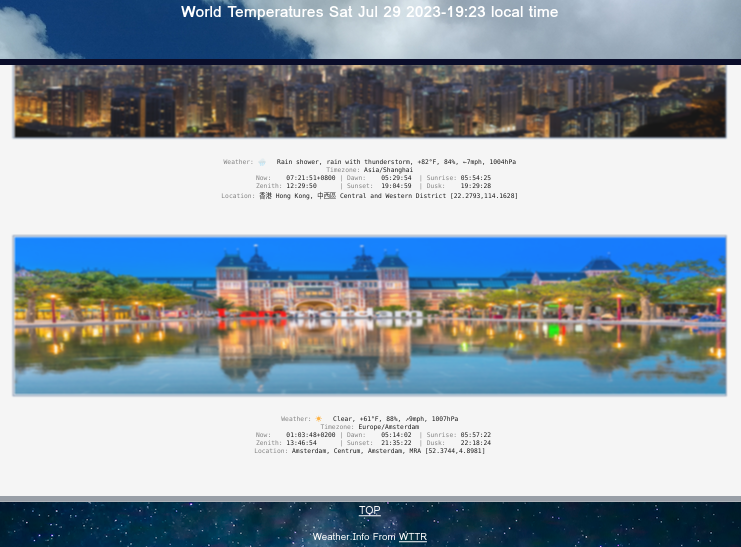 World Temperatures Sat Jul 29 2023-19:23 local time
Weather: Rain shower, rain with thunderstorm, +82°F, 84%, ←7mph, 1004hPa
Timezone: Asia/Shanghai
Now: 07:21:51+0800 | Dawn: 05:29:54 | Sunrise: 05:54:25
Zenith: 12:29:50 | Sunset: 19:04:59 | Dusk: 19:29:28
Location: 香港 Hong Kong, 中西區 Central and Western District [22.2793,114.1628]
I amsterdam
Weather: Clear, +61°F, 88%, ↗9mph, 1007hPa
Timezone: Europe/Amsterdam
Now: 01:03:48+0200 | Dawn: 05:14:02 | Sunrise: 05:57:22
Zenith: 13:46:54 | Sunset: 21:35:22 | Dusk: 22:18:24
Location: Amsterdam, Centrum, Amsterdam, MRA [52.3744,4.8981]
TOP
Weather Info From WTTR